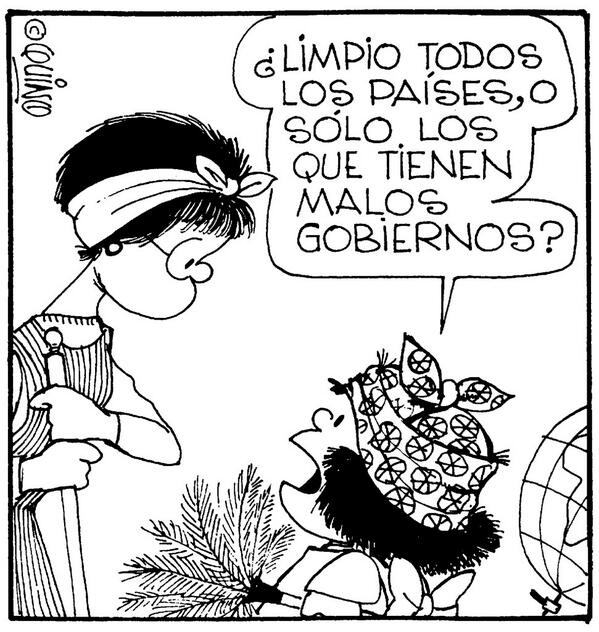 © QUINO
¿LIMPIO TODOS
LOS PAÍSES, O
SÓLO LOS
QUE TIENEN
MALOS
GOBIERNOS?